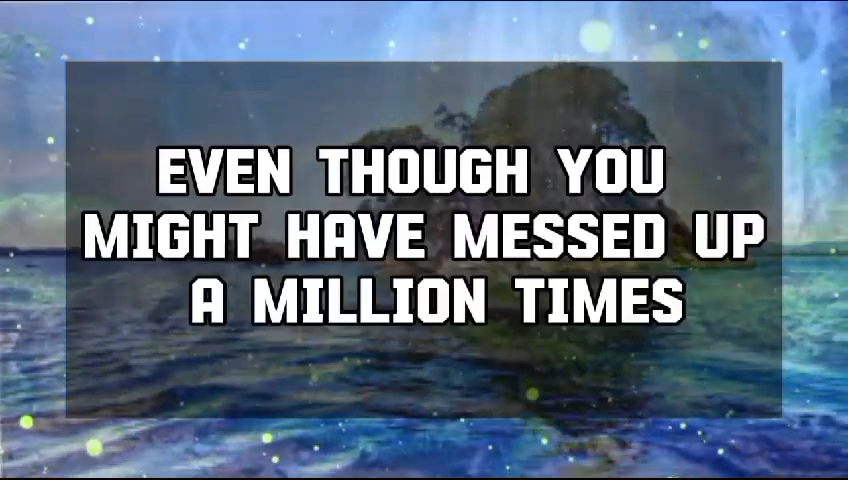 EVEN THOUGH YOU
MIGHT HAVE MESSED UP
A MILLION TIMES